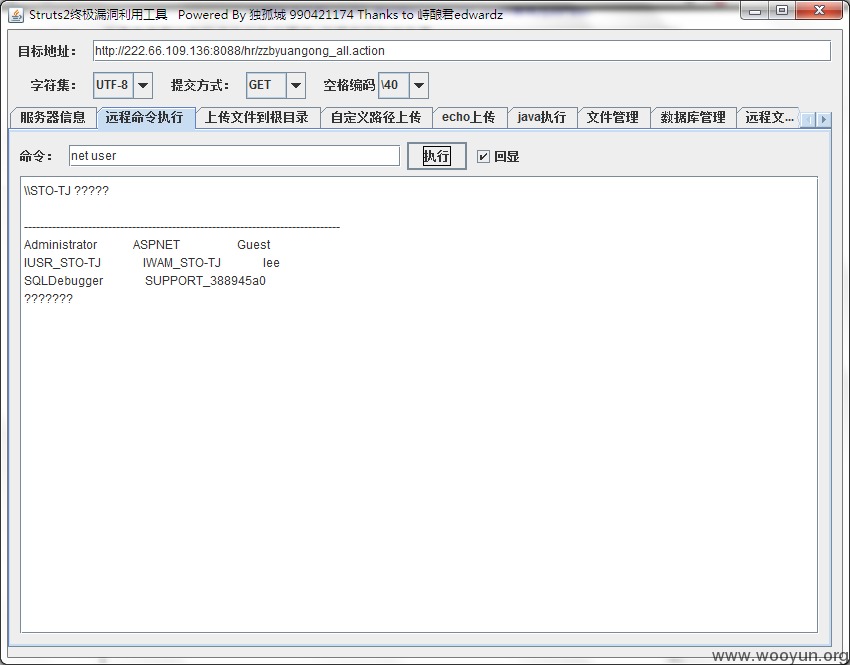 Struts2终极漏洞利用工具 Powered By 独孤城 990421174 Thanks to 峙酿君edwardz
目标地址： http://222.66.109.136:8088/hr/zzbyuangong_all.action
字符集： UTF-8 提交方式： GET 空格编码 \40
服务器信息 远程命令执行 上传文件到根目录 自定义路径上传 echo上传 java执行 文件管理 数据库管理 远程文...
命令： net user 执行 回显
\\STO-TJ ?????
-------------------------------------------------------------------------------
Administrator ASPNET Guest
IUSR_STO-TJ IWAM_STO-TJ lee
SQLDebugger SUPPORT_388945a0
???????
www.wooyun.org